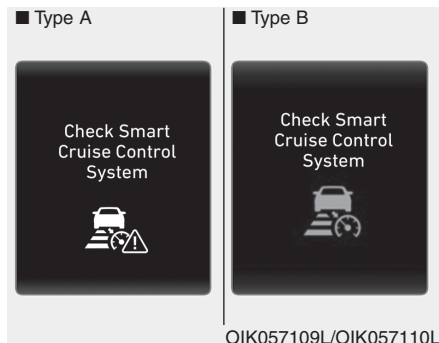 ■ Type A
■ Type B
Check Smart
Cruise Control
System
Check Smart
Cruise Control
System
OIK057109L/OIK057110L